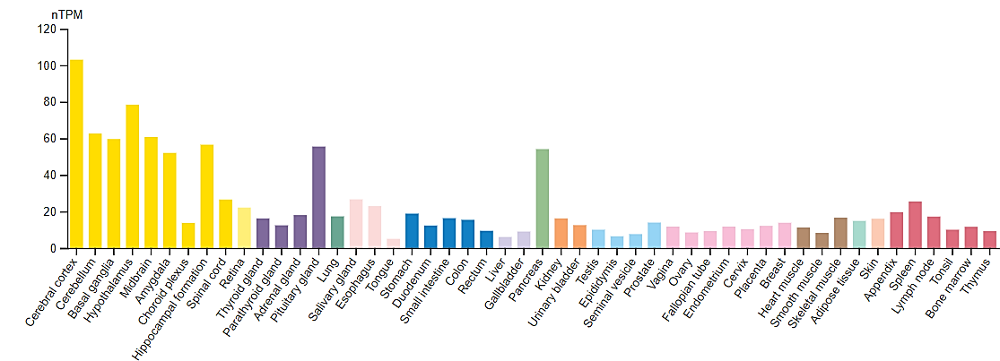 nTPM
120
100
80
60
40
20
0
Cerebral cortex
Cerebellum
Basal ganglia
Hypothalamus
Midbrain
Amygdala
Choroid plexus
Hippocampal formation
Spinal cord
Retina
Thyroid gland
Parathyroid gland
Adrenal gland
Pituitary gland
Lung
Salivary gland
Esophagus
Tongue
Stomach
Duodenum
Small intestine
Colon
Rectum
Liver
Gallbladder
Pancreas
Kidney
Urinary bladder
Testis
Epididymis
Seminal vesicle
Prostate
Vagina
Ovary
Fallopian tube
Endometrium
Cervix
Placenta
Breast
Heart muscle
Smooth muscle
Skeletal muscle
Adipose tissue
Skin
Appendix
Spleen
Lymph node
Tonsil
Bone marrow
Thymus